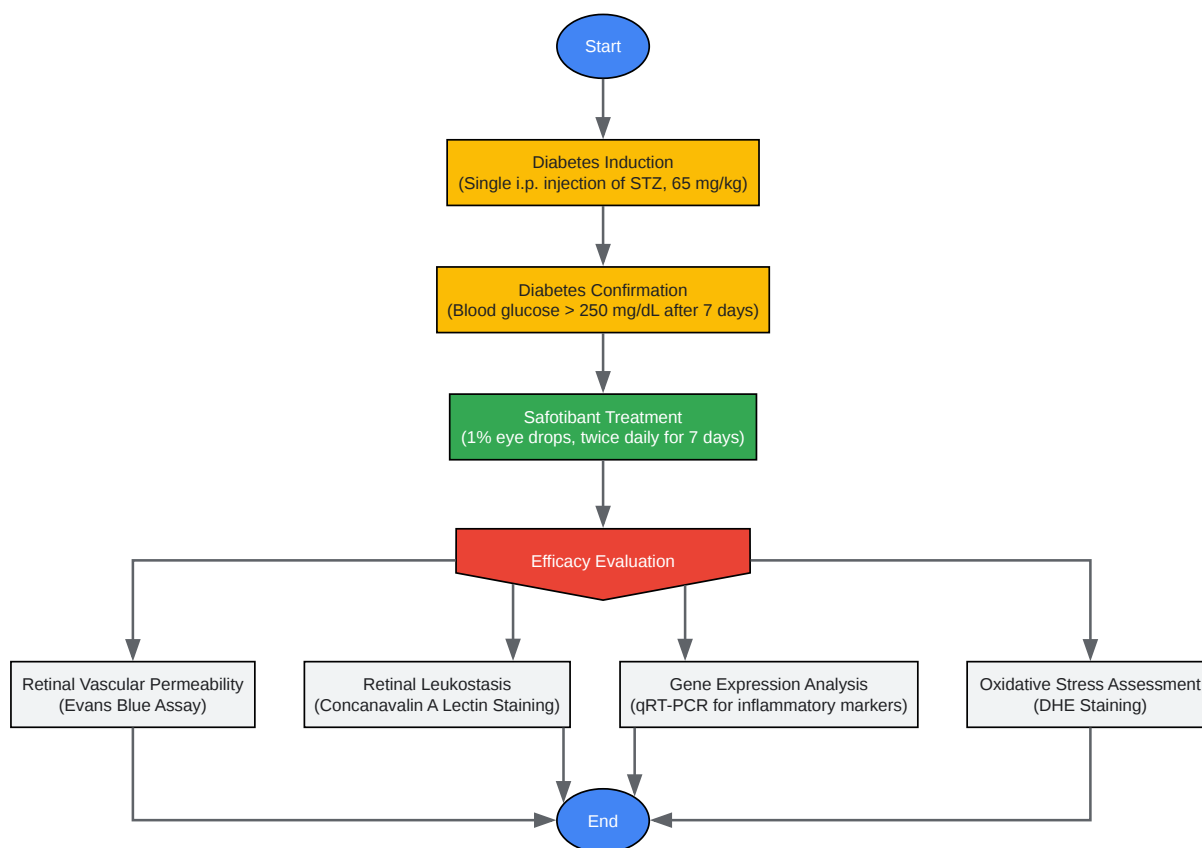 Start
Diabetes Induction
(Single i.p. injection of STZ, 65 mg/kg)
Diabetes Confirmation
(Blood glucose > 250 mg/dL after 7 days)
Safotibant Treatment
(1% eye drops, twice daily for 7 days)
Efficacy Evaluation
Retinal Vascular Permeability
(Evans Blue Assay)
Retinal Leukostasis
(Concanavalin A Lectin Staining)
Gene Expression Analysis
(qRT-PCR for inflammatory markers)
Oxidative Stress Assessment
(DHE Staining)
End